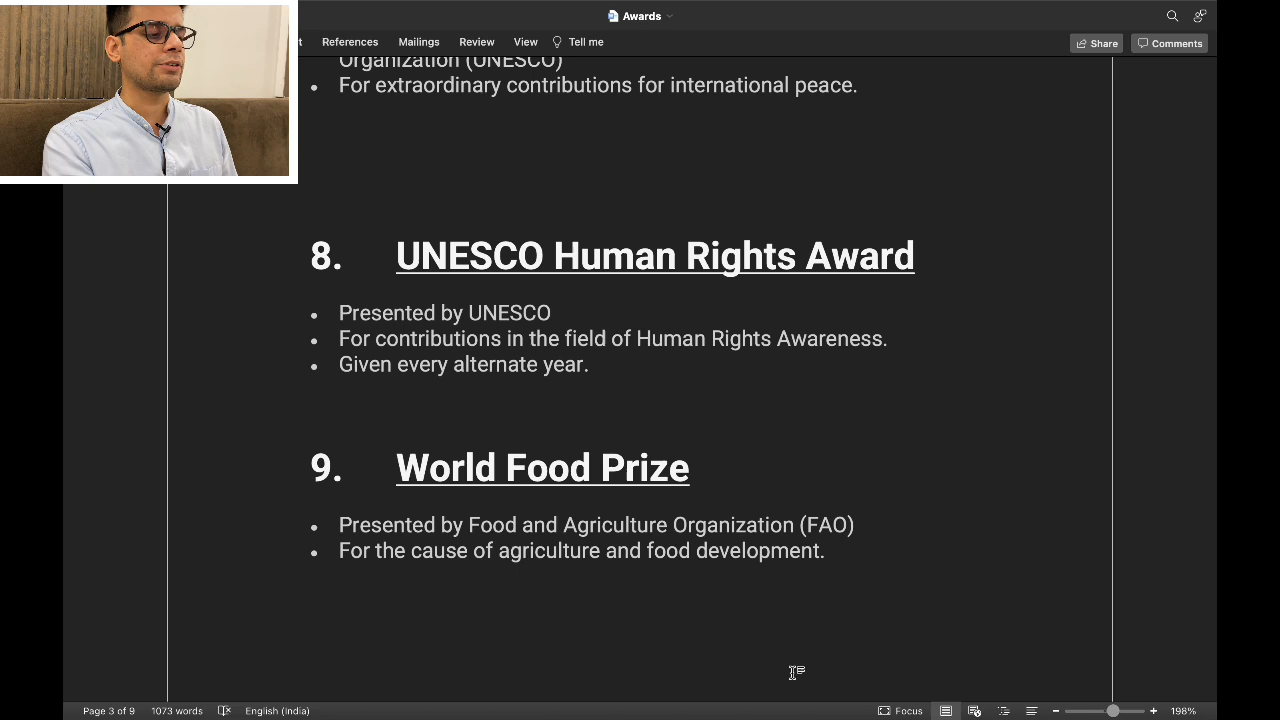 Awards
References Mailings Review View Tell me
Share Comments
Organization (UNESCO)
• For extraordinary contributions for international peace.
8. UNESCO Human Rights Award
• Presented by UNESCO
• For contributions in the field of Human Rights Awareness.
• Given every alternate year.
9. World Food Prize
• Presented by Food and Agriculture Organization (FAO)
• For the cause of agriculture and food development.
Page 3 of 9 1073 words English (India) Focus 198%